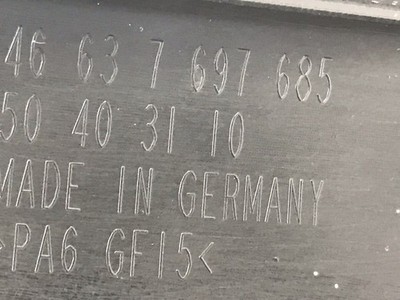 46 63 7 697 685
50 40 31 10
MADE IN GERMANY
>PA6 GF15<